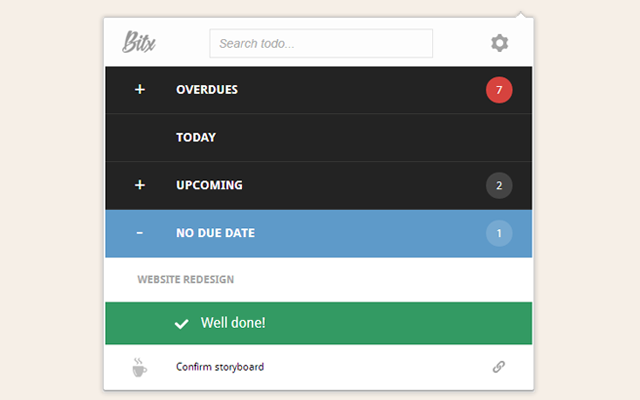 Bitx
Search todo...
+ OVERDUES 7
TODAY
+ UPCOMING 2
- NO DUE DATE 1
WEBSITE REDESIGN
Well done!
Confirm storyboard